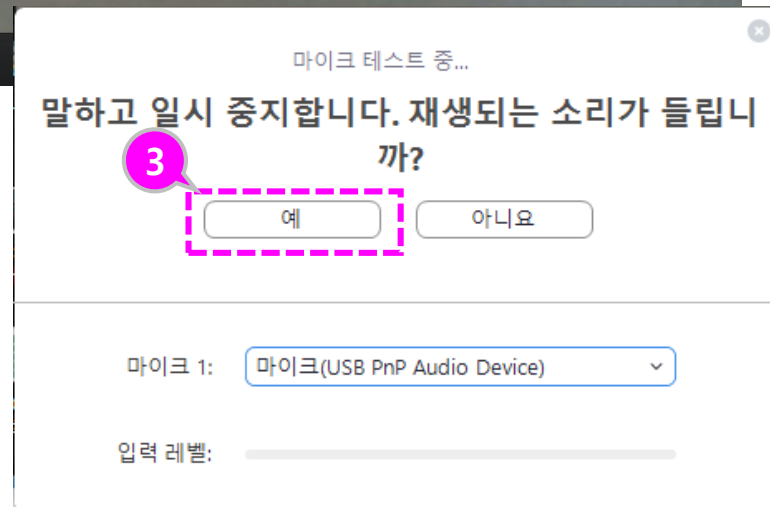 마이크 테스트 중...
말하고 일시 중지합니다. 재생되는 소리가 들립니
까?
3
예
아니요
마이크 1:
마이크(USB PnP Audio Device)
입력 레벨: